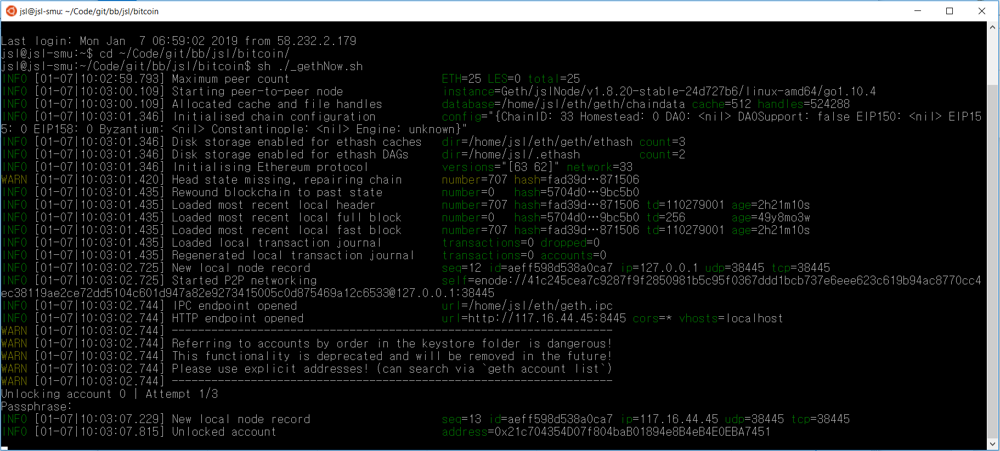 jsl@jsl-smu: ~/Code/git/bb/jsl/bitcoin
Last login: Mon Jan  7 06:59:02 2019 from 58.232.2.179
jsl@jsl-smu:~$ cd ~/Code/git/bb/jsl/bitcoin/
jsl@jsl-smu:~/Code/git/bb/jsl/bitcoin$ sh ./_gethNow.sh
INFO [01-07|10:02:59.793] Maximum peer count                       ETH=25 LES=0 total=25
INFO [01-07|10:03:00.109] Starting peer-to-peer node               instance=Geth/jslNode/v1.8.20-stable-24d727b6/linux-amd64/go1.10.4
INFO [01-07|10:03:00.109] Allocated cache and file handles         database=/home/jsl/eth/geth/chaindata cache=512 handles=524288
INFO [01-07|10:03:01.346] Initialised chain configuration          config="{ChainID: 33 Homestead: 0 DAO: <nil> DAOSupport: false EIP150: <nil> EIP15
5: 0 EIP158: 0 Byzantium: <nil> Constantinople: <nil> Engine: unknown}"
INFO [01-07|10:03:01.346] Disk storage enabled for ethash caches   dir=/home/jsl/eth/geth/ethash count=3
INFO [01-07|10:03:01.346] Disk storage enabled for ethash DAGs     dir=/home/jsl/.ethash         count=2
INFO [01-07|10:03:01.346] Initialising Ethereum protocol           versions="[63 62]" network=33
WARN [01-07|10:03:01.420] Head state missing, repairing chain      number=707 hash=fad39d…871506
INFO [01-07|10:03:01.435] Rewound blockchain to past state         number=0   hash=5704d0…9bc5b0
INFO [01-07|10:03:01.435] Loaded most recent local header          number=707 hash=fad39d…871506 td=110279001 age=2h21m10s
INFO [01-07|10:03:01.435] Loaded most recent local full block      number=0   hash=5704d0…9bc5b0 td=256       age=49y8mo3w
INFO [01-07|10:03:01.435] Loaded most recent local fast block      number=707 hash=fad39d…871506 td=110279001 age=2h21m10s
INFO [01-07|10:03:01.435] Loaded local transaction journal         transactions=0 dropped=0
INFO [01-07|10:03:01.435] Regenerated local transaction journal    transactions=0 accounts=0
INFO [01-07|10:03:02.725] New local node record                    seq=12 id=aeff598d538a0ca7 ip=127.0.0.1 udp=38445 tcp=38445
INFO [01-07|10:03:02.725] Started P2P networking                   self=enode://41c245cea7c9287f9f2850981b5c95f0367ddd1bcb737e6eee623c619b94ac8770cc4
ec38119ae2ce72dd5104c601d947a82e9273415005c0d875469a12c6533@127.0.0.1:38445
INFO [01-07|10:03:02.744] IPC endpoint opened                      url=/home/jsl/eth/geth.ipc
INFO [01-07|10:03:02.744] HTTP endpoint opened                     url=http://117.16.44.45:8445 cors=* vhosts=localhost
WARN [01-07|10:03:02.744] -------------------------------------------------------------------
WARN [01-07|10:03:02.744] Referring to accounts by order in the keystore folder is dangerous!
WARN [01-07|10:03:02.744] This functionality is deprecated and will be removed in the future!
WARN [01-07|10:03:02.744] Please use explicit addresses! (can search via `geth account list`)
WARN [01-07|10:03:02.744] -------------------------------------------------------------------
Unlocking account 0 | Attempt 1/3
Passphrase:
INFO [01-07|10:03:07.229] New local node record                    seq=13 id=aeff598d538a0ca7 ip=117.16.44.45 udp=38445 tcp=38445
INFO [01-07|10:03:07.815] Unlocked account                         address=0x21c704354D07f804baB01894e8B4eB4E0EBA7451